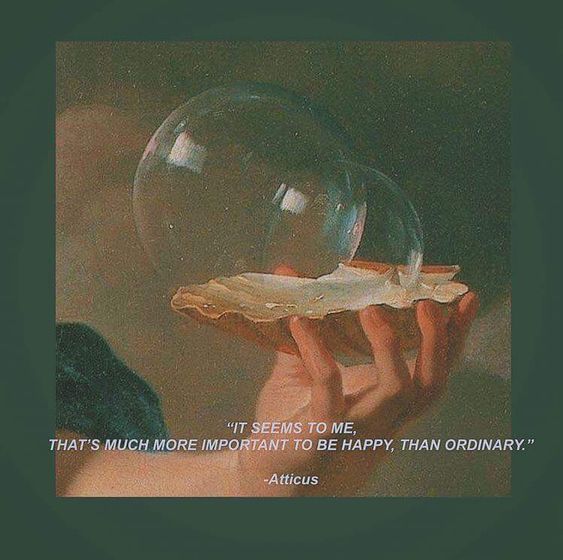 “IT SEEMS TO ME,
THAT’S MUCH MORE IMPORTANT TO BE HAPPY, THAN ORDINARY.”
-Atticus